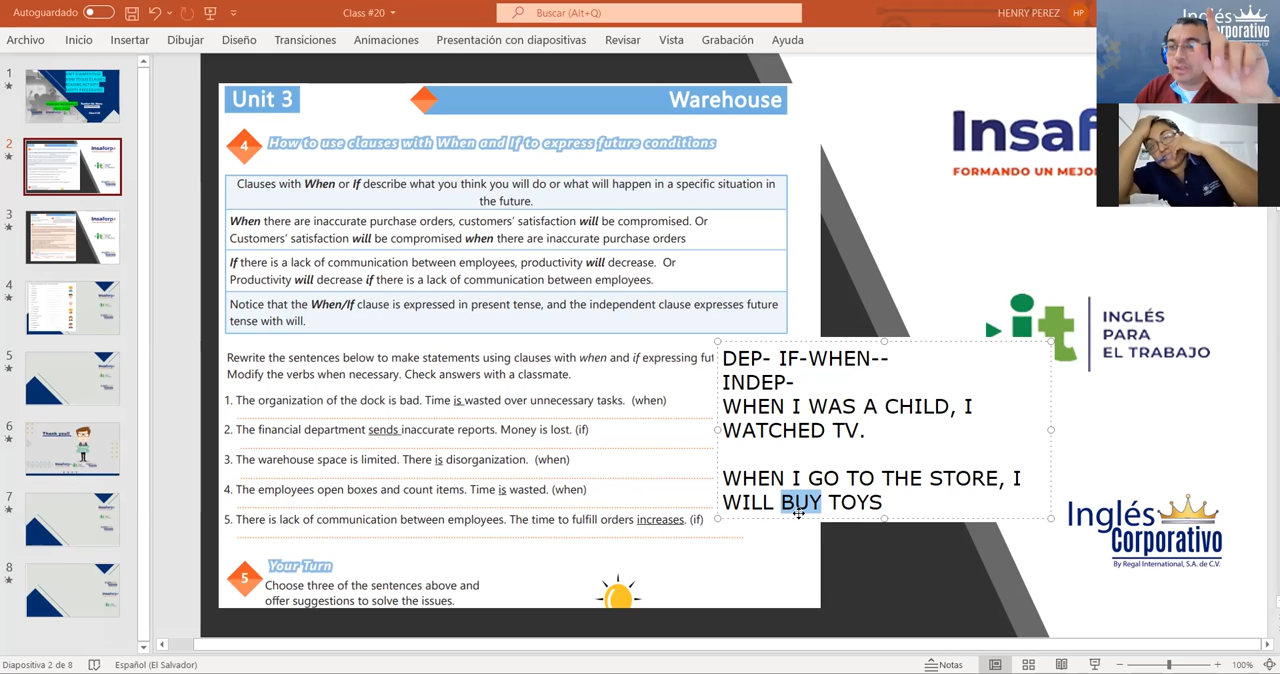 Autoguardado
Class #20
Buscar (Alt+Q)
HENRY PEREZ
HP
Archivo
Inicio
Insertar
Dibujar
Diseño
Transiciones
Animaciones
Presentación con diapositivas
Revisar
Vista
Grabación
Ayuda
Unit 3
Warehouse
4
How to use clauses with When and If to express future conditions
Clauses with When or If describe what you think you will do or what will happen in a specific situation in
the future.
When there are inaccurate purchase orders, customers' satisfaction will be compromised. Or
Customers' satisfaction will be compromised when there are inaccurate purchase orders
If there is a lack of communication between employees, productivity will decrease. Or
Productivity will decrease if there is a lack of communication between employees.
Notice that the When/If clause is expressed in present tense, and the independent clause expresses future
tense with will.
Rewrite the sentences below to make statements using clauses with when and if expressing fut
Modify the verbs when necessary. Check answers with a classmate.
1. The organization of the dock is bad. Time is wasted over unnecessary tasks. (when)
2. The financial department sends inaccurate reports. Money is lost. (if)
3. The warehouse space is limited. There is disorganization. (when)
4. The employees open boxes and count items. Time is wasted. (when)
5. There is lack of communication between employees. The time to fulfill orders increases. (if)
5
Your Turn
Choose three of the sentences above and
offer suggestions to solve the issues.
DEP- IF-WHEN--
INDEP-
WHEN I WAS A CHILD, I
WATCHED TV.
WHEN I GO TO THE STORE, I
WILL BUY TOYS
Insaf
FORMANDO UN MEJO
it
INGLÉS
PARA
EL TRABAJO
Inglés
Corporativo
By Regal International, S.A. de C.V.
1
2
3
4
5
6
7
8
Thank you!!
Diapositiva 2 de 8
Español (El Salvador)
Notas
100%